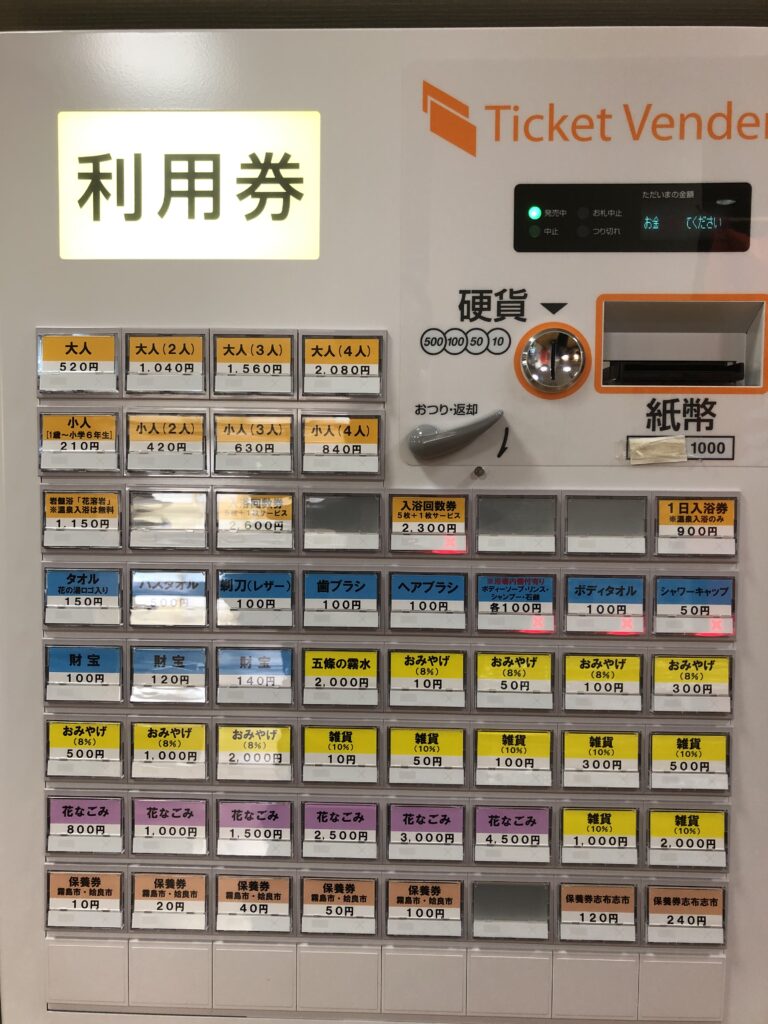 利用券
Ticket Vender
ただいまの金額
発売中 お札中止
中止 つり切れ
お金 てください
硬貨
500 100 50 10
おつり・返却
紙幣
1000
大人
520円
大人(2人)
1,040円
大人(3人)
1,560円
大人(4人)
2,080円
小人
[1歳〜小学6年生]
210円
小人(2人)
420円
小人(3人)
630円
小人(4人)
840円
岩盤浴「花溶岩」
※温泉入浴は無料
1,150円
浴回数券
5枚+1枚サービス
2,600円
入浴回数券
5枚+1枚サービス
2,300円
1日入浴券
※温泉入浴のみ
900円
タオル
花の湯ロゴ入り
150円
バスタオル
00円
剃刀(レザー)
100円
歯ブラシ
100円
ヘアブラシ
100円
ボディーソープ・リンス・
シャンプー・石鹸
各100円
ボディタオル
100円
シャワーキャップ
50円
財宝
100円
財宝
120円
財宝
140円
五條の霧水
2,000円
おみやげ
(8%)
10円
おみやげ
(8%)
50円
おみやげ
(8%)
100円
おみやげ
(8%)
300円
おみやげ
(8%)
500円
おみやげ
(8%)
1,000円
おみやげ
(8%)
2,000円
雑貨
(10%)
10円
雑貨
(10%)
50円
雑貨
(10%)
100円
雑貨
(10%)
300円
雑貨
(10%)
500円
花なごみ
800円
花なごみ
1,000円
花なごみ
1,500円
花なごみ
2,500円
花なごみ
3,000円
花なごみ
4,500円
雑貨
(10%)
1,000円
雑貨
(10%)
2,000円
保養券
霧島市・姶良市
10円
保養券
霧島市・姶良市
20円
保養券
霧島市・姶良市
40円
保養券
霧島市・姶良市
50円
保養券
霧島市・姶良市
100円
保養券志布志市
120円
保養券志布志市
240円